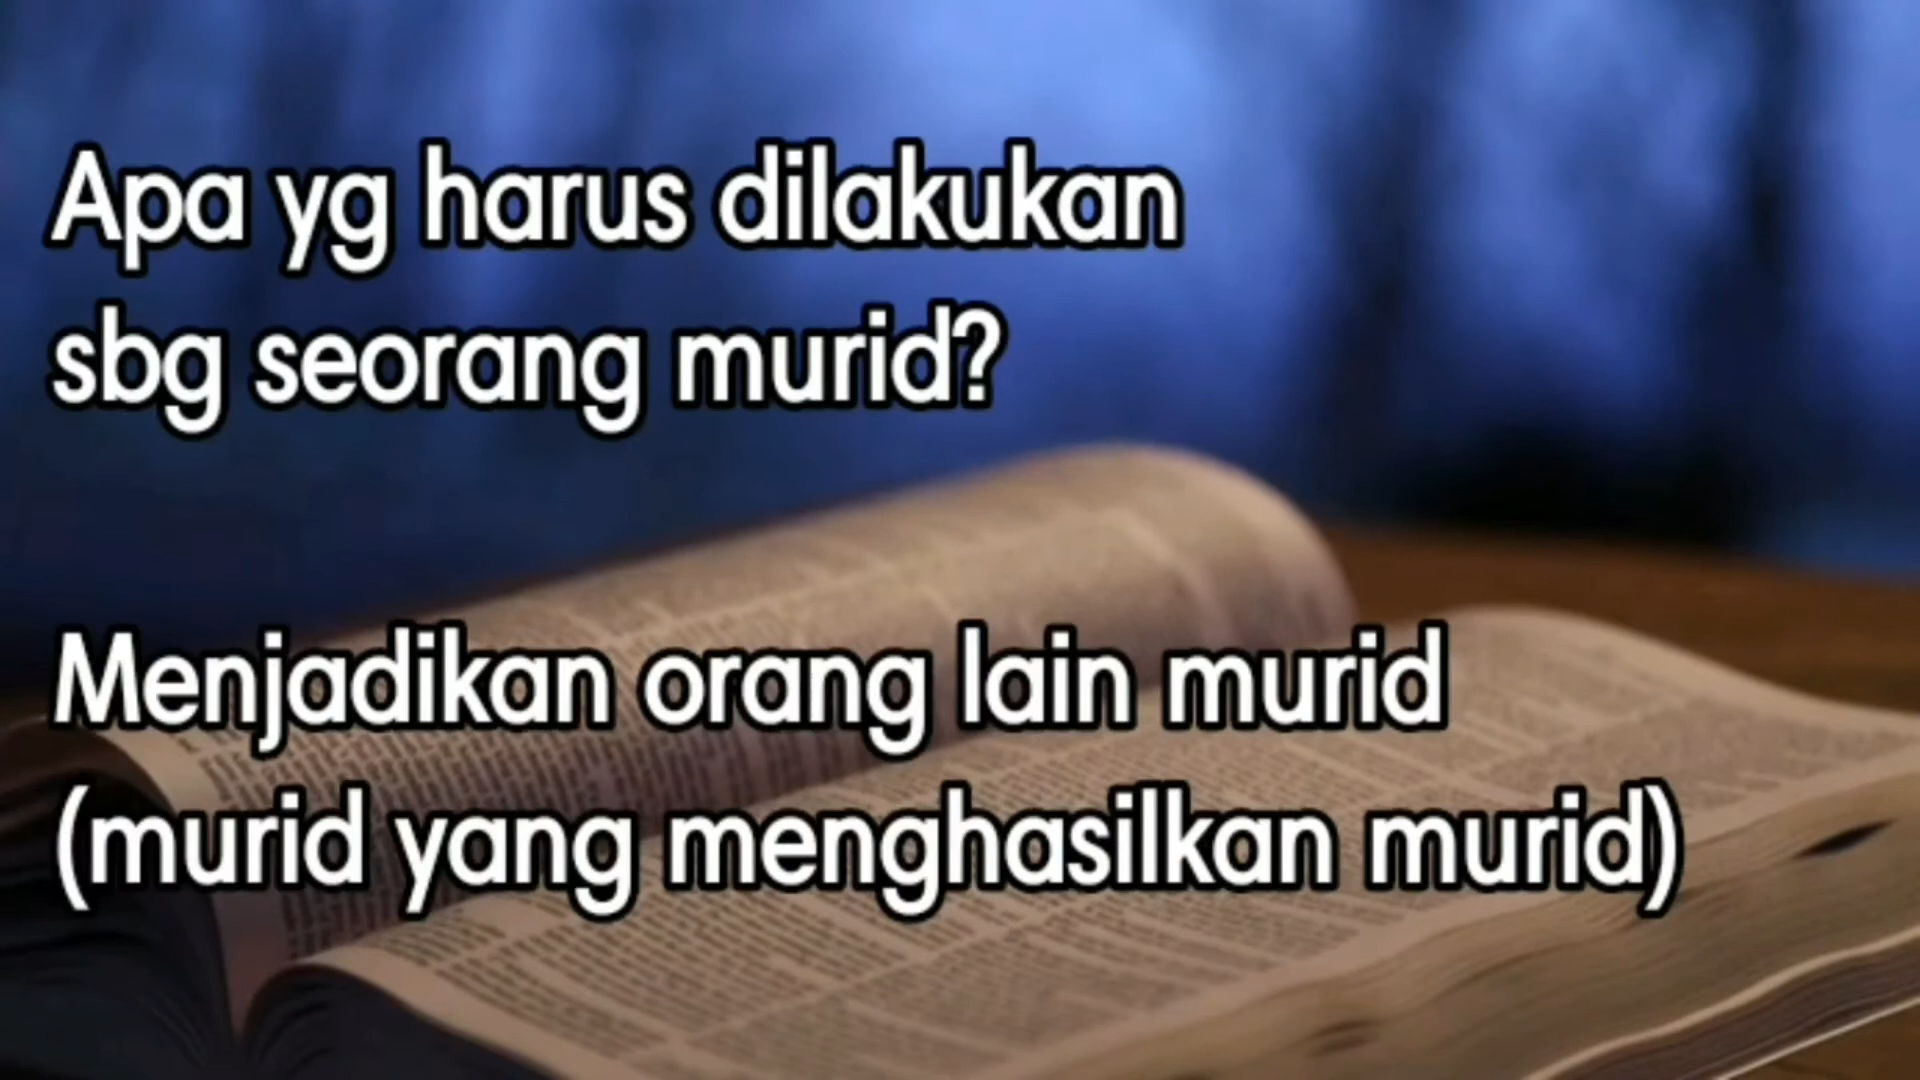 Apa yg harus dilakukan
sbg seorang murid?
Menjadikan orang lain murid
(murid yang menghasilkan murid)